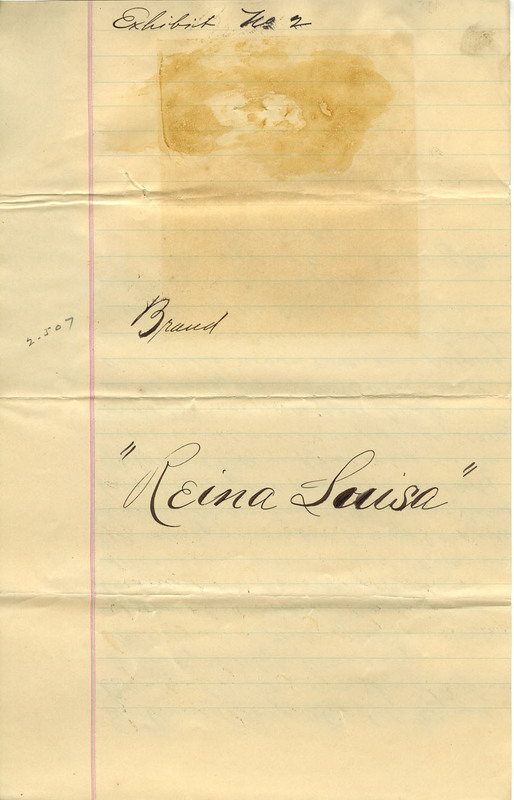 Exhibit No 2
Brand
2.507
"Reina Louisa"